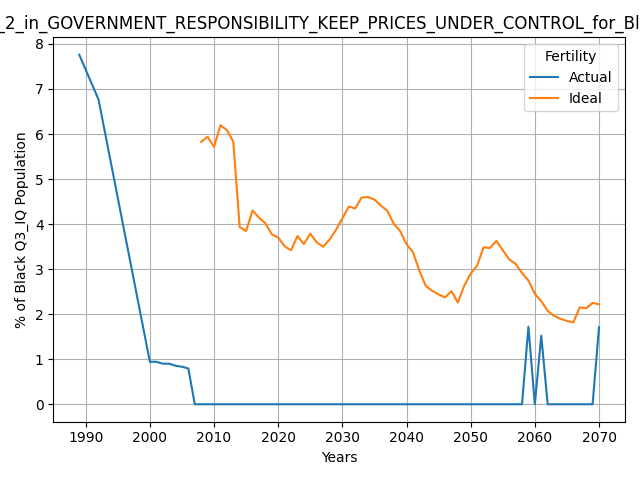 _2_in_GOVERNMENT_RESPONSIBILITY_KEEP_PRICES_UNDER_CONTROL_for_Bl
8
7
6
5
4
3
2
1
0
% of Black Q3_IQ Population
Fertility
Actual
Ideal
1990 2000 2010 2020 2030 2040 2050 2060 2070
Years